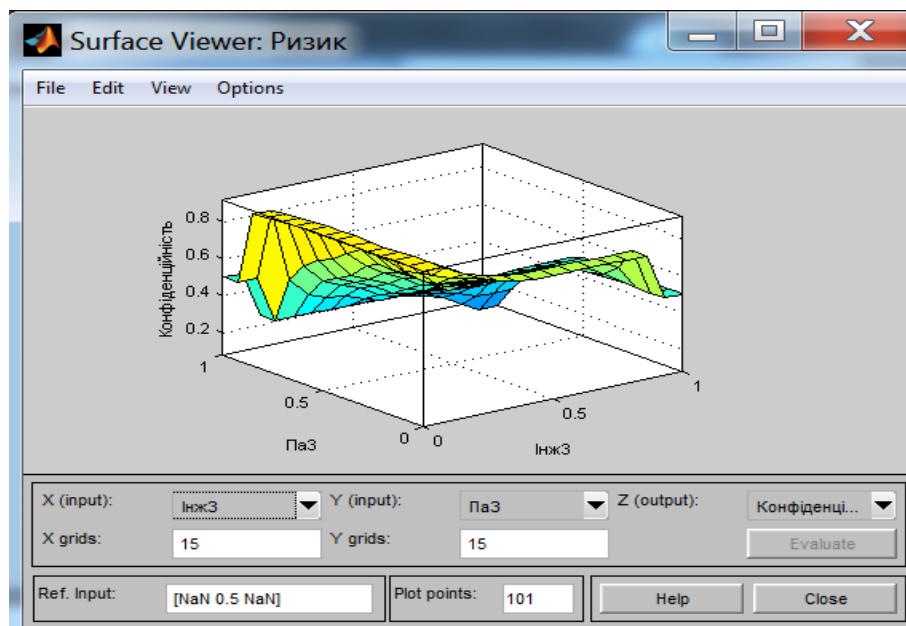 Surface Viewer: Ризик
File Edit View Options
Конфіденційність
0.8
0.6
0.4
0.2
1
0.5
0
ПаЗ
0
0.5
1
ІнжЗ
X (input): ІнжЗ Y (input): ПаЗ Z (output): Конфіденці...
X grids: 15 Y grids: 15 Evaluate
Ref. Input: [NaN 0.5 NaN] Plot points: 101 Help Close